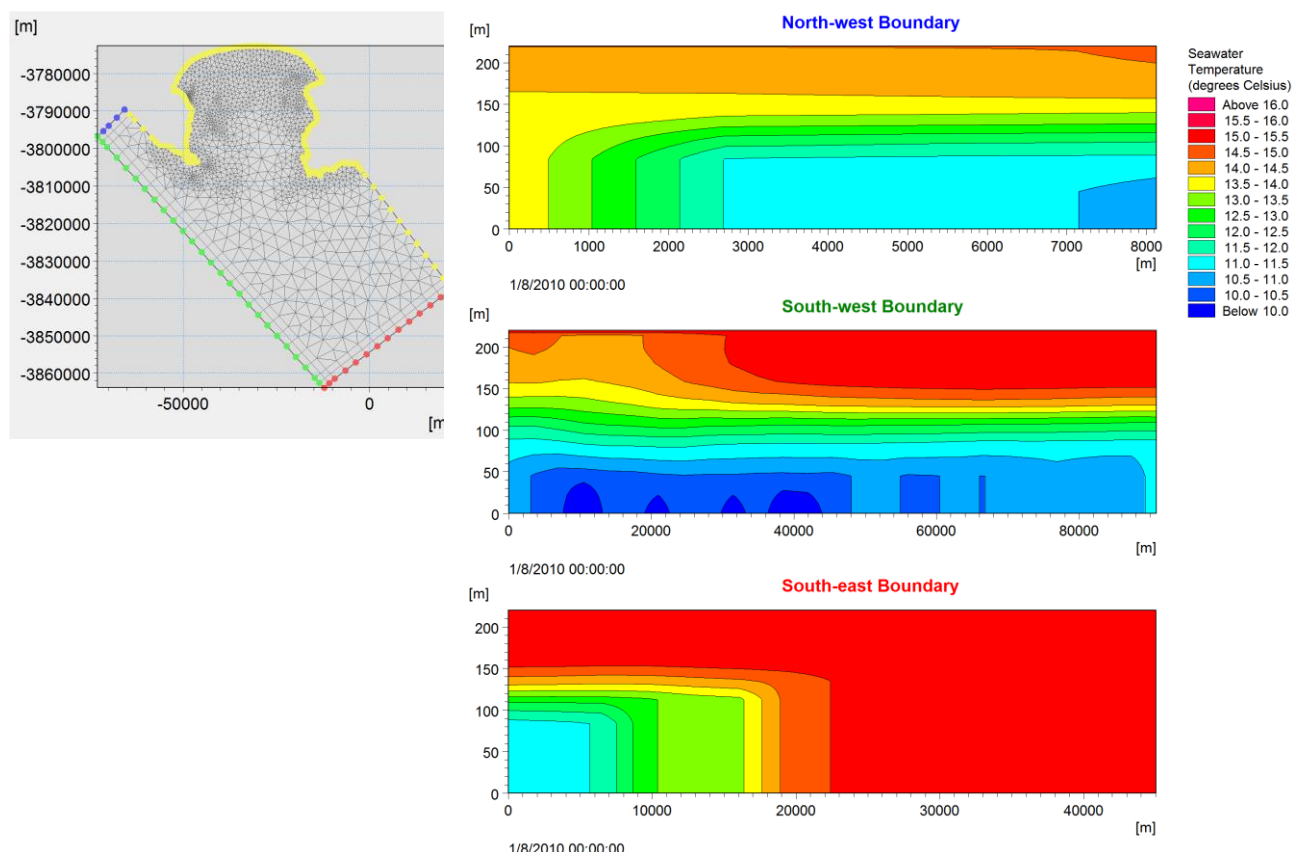 [m]
-3780000
-3790000
-3800000
-3810000
-3820000
-3830000
-3840000
-3850000
-3860000
-50000 0
[m
North-west Boundary
[m]
200
150
100
50
0
0 1000 2000 3000 4000 5000 6000 7000 8000
[m]
1/8/2010 00:00:00
South-west Boundary
[m]
200
150
100
50
0
0 20000 40000 60000 80000
[m]
1/8/2010 00:00:00
South-east Boundary
[m]
200
150
100
50
0
0 10000 20000 30000 40000
[m]
1/8/2010 00:00:00
Seawater
Temperature
(degrees Celsius)
Above 16.0
15.5 - 16.0
15.0 - 15.5
14.5 - 15.0
14.0 - 14.5
13.5 - 14.0
13.0 - 13.5
12.5 - 13.0
12.0 - 12.5
11.5 - 12.0
11.0 - 11.5
10.5 - 11.0
10.0 - 10.5
Below 10.0